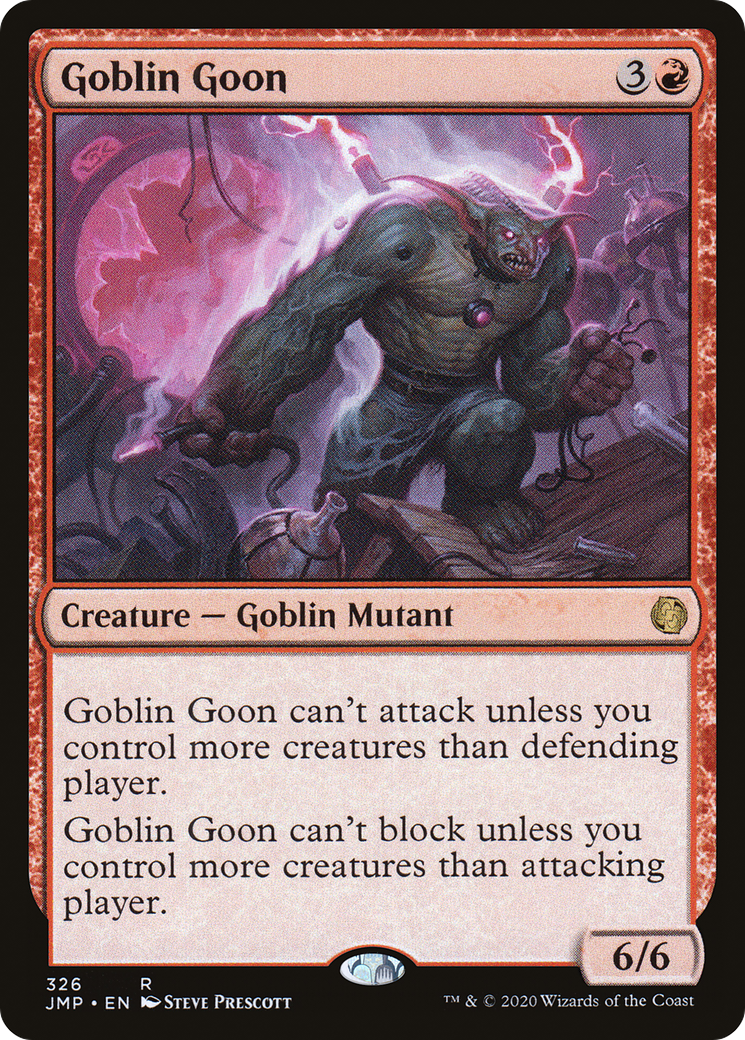 Goblin Goon 3
Creature — Goblin Mutant
Goblin Goon can't attack unless you
control more creatures than defending
player.
Goblin Goon can't block unless you
control more creatures than attacking
player.
6/6
326 R
JMP • EN Steve Prescott
™ & © 2020 Wizards of the Coast